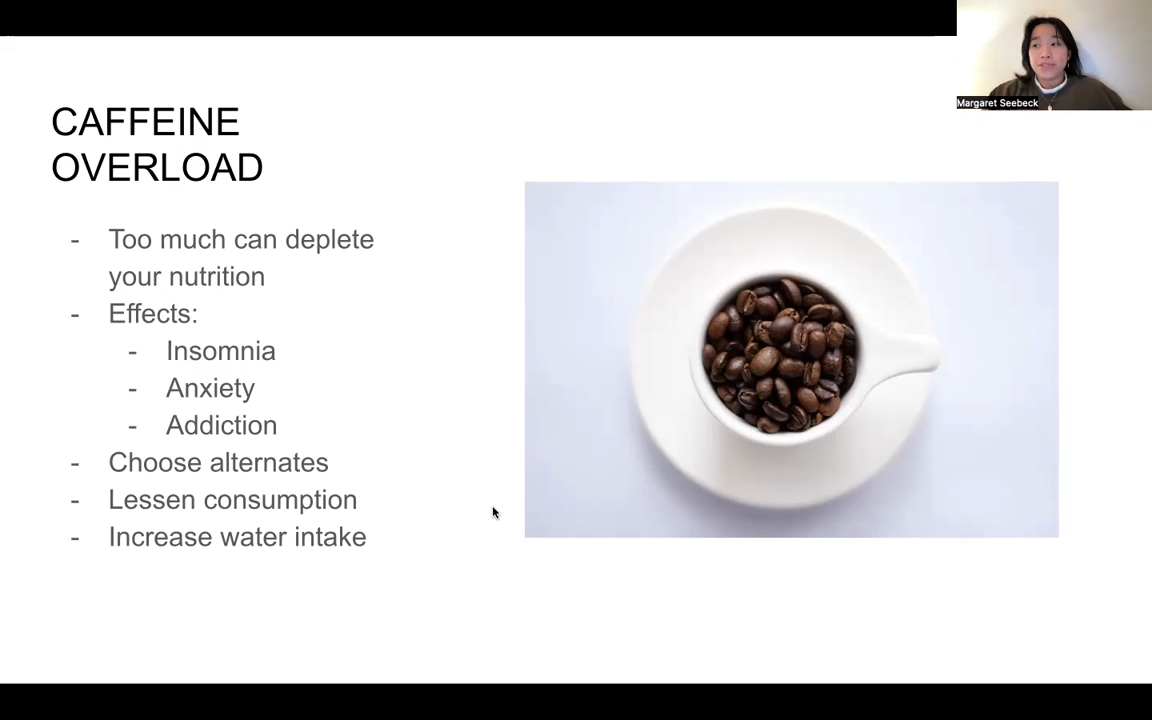 Margaret Seebeck
CAFFEINE
OVERLOAD
- Too much can deplete
your nutrition
- Effects:
- Insomnia
- Anxiety
- Addiction
- Choose alternates
- Lessen consumption
- Increase water intake